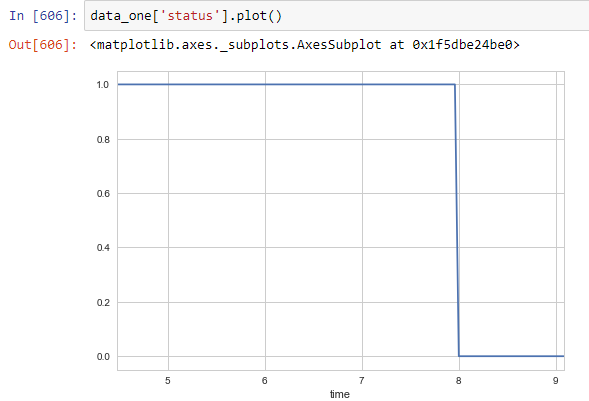 In [606]: data_one['status'].plot()
Out[606]: <matplotlib.axes._subplots.AxesSubplot at 0x1f5dbe24be0>
1.0
0.8
0.6
0.4
0.2
0.0
5 6 7 8 9
time